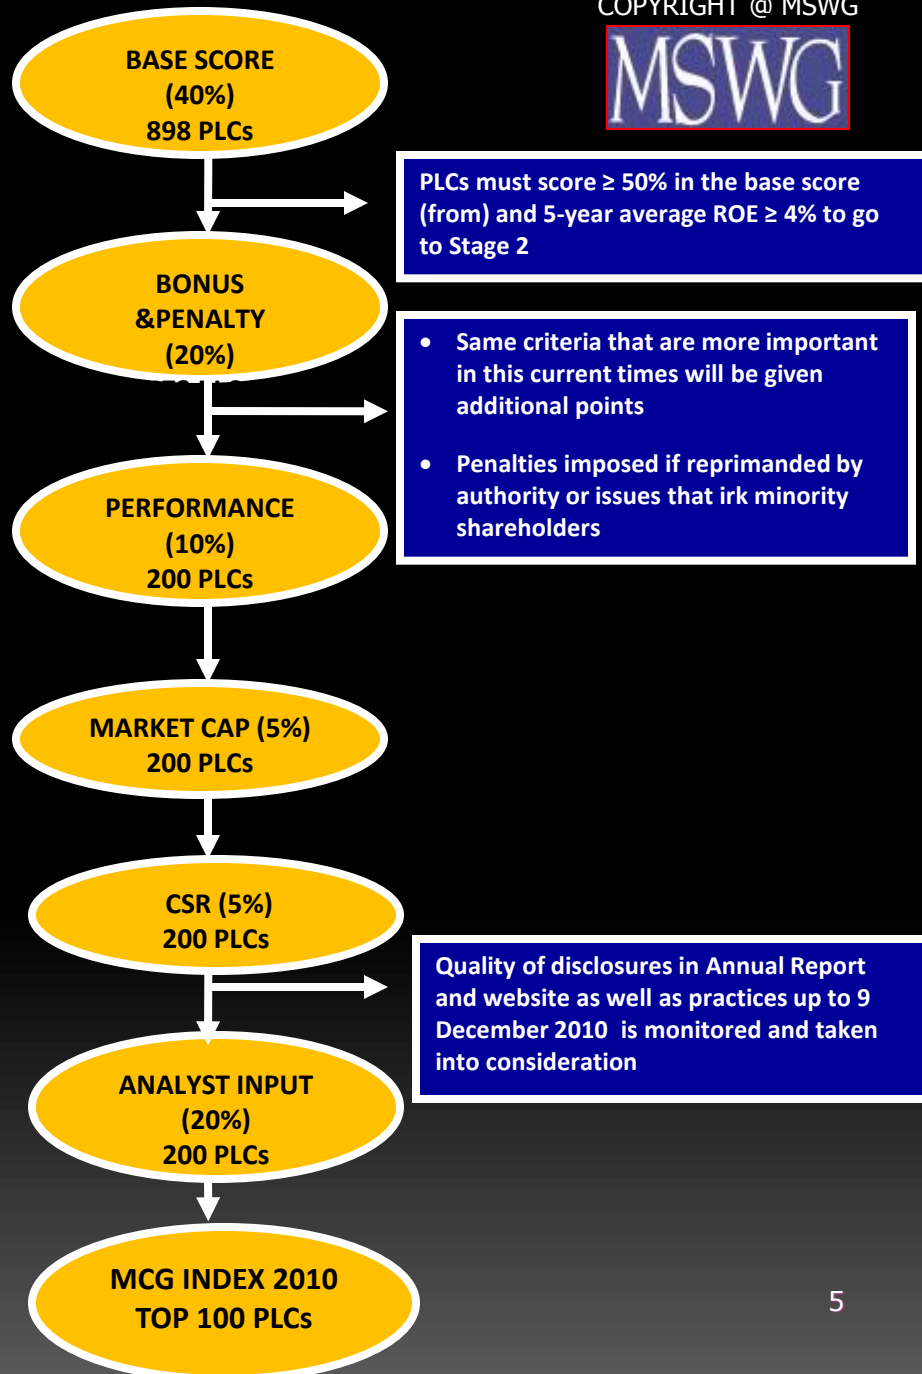 COPYRIGHT @ MSWG
MSWG
BASE SCORE
(40%)
898 PLCs
PLCs must score ≥ 50% in the base score
(from) and 5-year average ROE ≥ 4% to go
to Stage 2
BONUS
&PENALTY
(20%)
• Same criteria that are more important
in this current times will be given
additional points
• Penalties imposed if reprimanded by
authority or issues that irk minority
shareholders
PERFORMANCE
(10%)
200 PLCs
MARKET CAP (5%)
200 PLCs
CSR (5%)
200 PLCs
Quality of disclosures in Annual Report
and website as well as practices up to 9
December 2010 is monitored and taken
into consideration
ANALYST INPUT
(20%)
200 PLCs
MCG INDEX 2010
TOP 100 PLCs
5